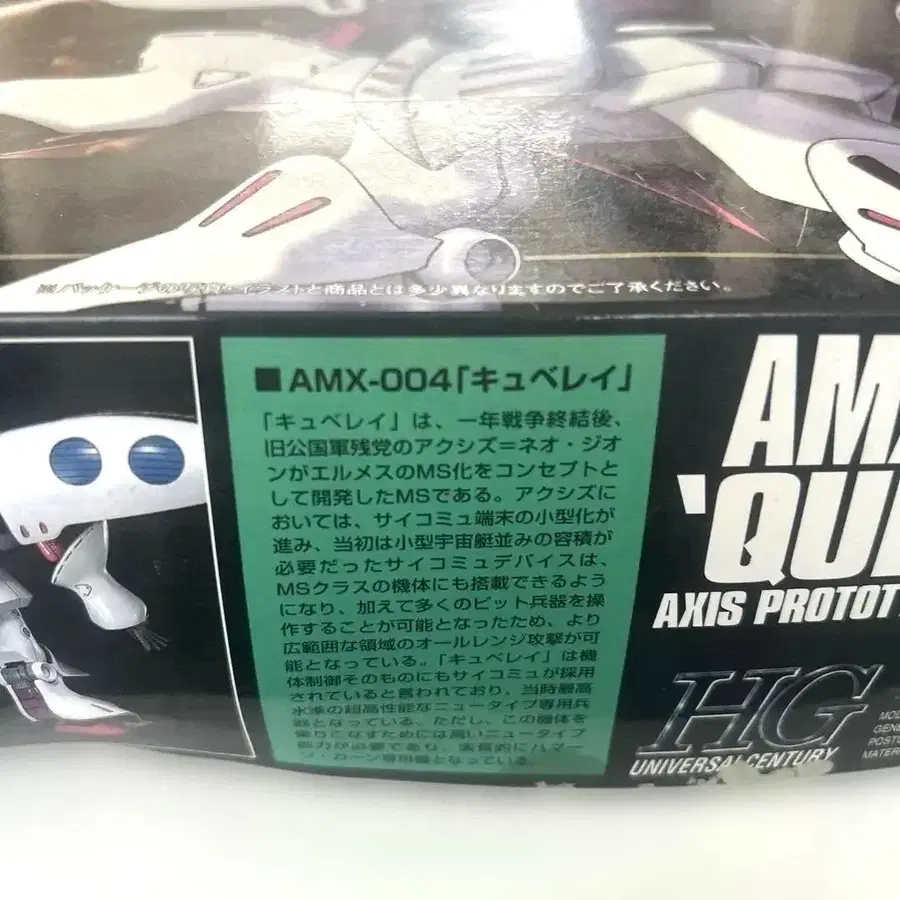 パッケージのイラストと商品とは多少異なりますのでご了承ください。
■AMX-004「キュベレイ」
「キュベレイ」は、一年戦争終結後、
旧公国軍残党のアクシズ=ネオ・ジオ
ンがエルメスのMS化をコンセプトと
して開発したMSである。アクシズに
おいては、サイコミュ端末の小型化が
進み、当初は小型宇宙艇並みの容積が
必要だったサイコミュデバイスは、
MSクラスの機体にも搭載できるよう
になり、加えて多くのビット兵器を操
作することが可能となったため、より
広範囲な領域のオールレンジ攻撃が可
能となっている。「キュベレイ」は機
体制御そのものにもサイコミュが採用
されていると言われており、当時最高
水準の超高性能なニュータイプ専用兵
器となっている。ただし、この機体を
乗りこなすためには高いニュータイプ
能力が必要であり、実質的にハマー
ン・カーン専用機となっている。
AM
'QU
AXIS PROTOT
HG
UNIVERSAL CENTURY
MOD
GENE
POST
MATER